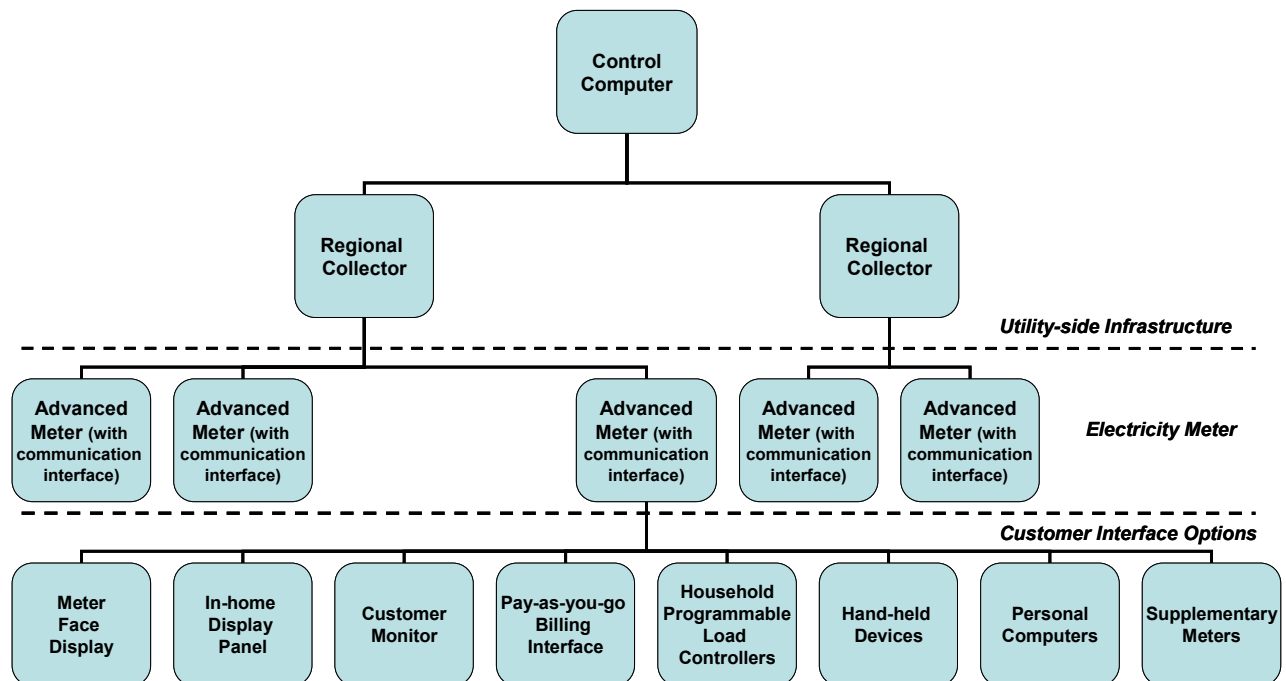 Control
Computer
Regional
Collector
Regional
Collector
Utility-side Infrastructure
Advanced
Meter (with
communication
interface)
Advanced
Meter (with
communication
interface)
Advanced
Meter (with
communication
interface)
Advanced
Meter (with
communication
interface)
Advanced
Meter (with
communication
interface)
Electricity Meter
Customer Interface Options
Meter
Face
Display
In-home
Display
Panel
Customer
Monitor
Pay-as-you-go
Billing
Interface
Household
Programmable
Load
Controllers
Hand-held
Devices
Personal
Computers
Supplementary
Meters